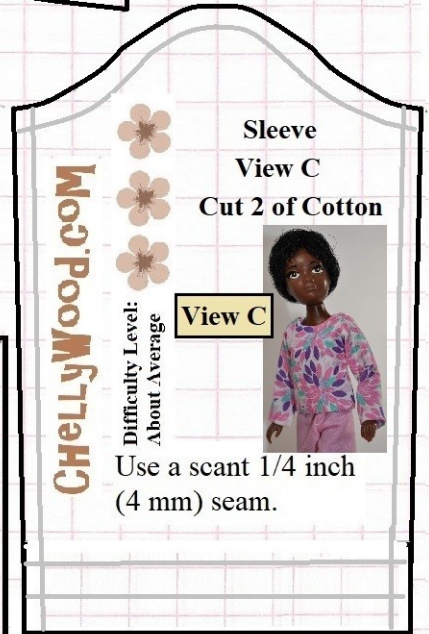 Sleeve
View C
Cut 2 of Cotton
ChellyWood.com
Difficulty Level:
About Average
View C
Use a scant 1/4 inch
(4 mm) seam.